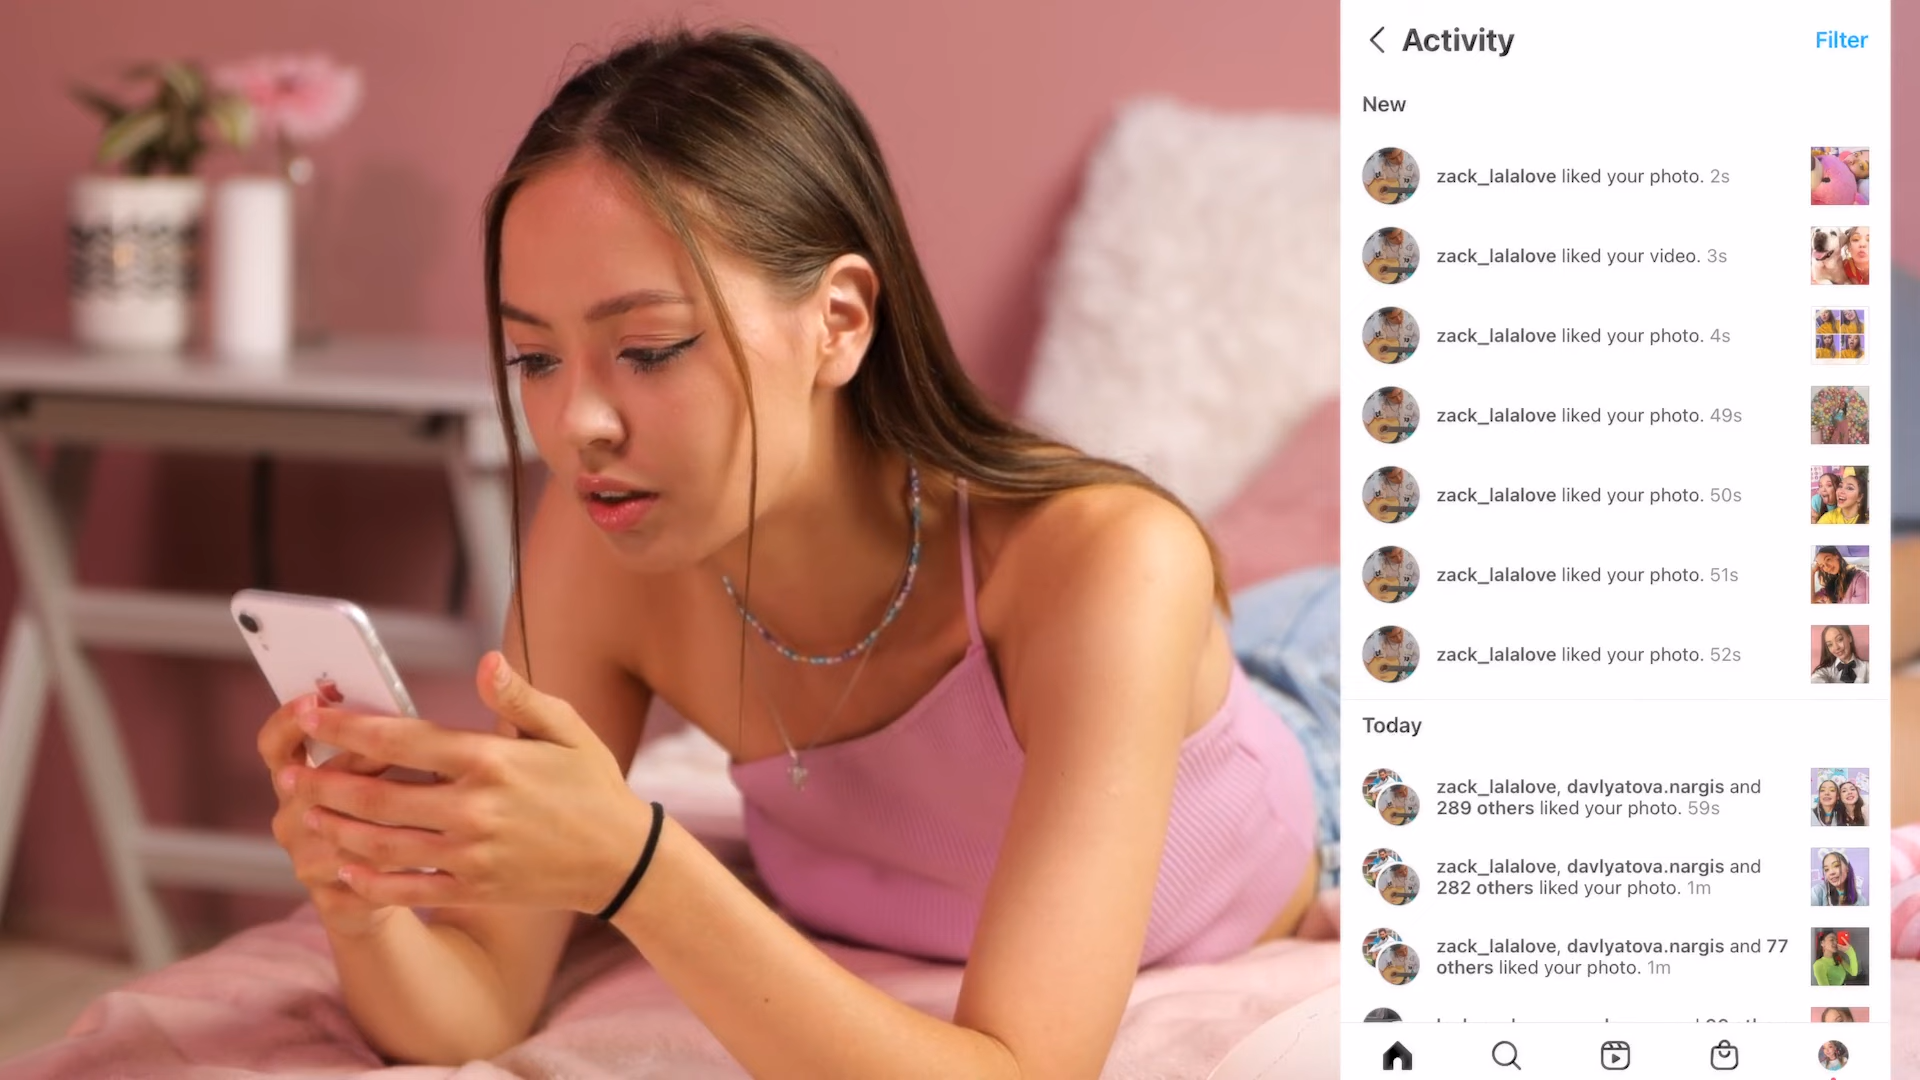 Activity
Filter
New
zack_lalalove liked your photo. 2s
zack_lalalove liked your video. 3s
zack_lalalove liked your photo. 4s
zack_lalalove liked your photo. 49s
zack_lalalove liked your photo. 50s
zack_lalalove liked your photo. 51s
zack_lalalove liked your photo. 52s
Today
zack_lalalove, davlyatova.nargis and
289 others liked your photo. 59s
zack_lalalove, davlyatova.nargis and
282 others liked your photo. 1m
zack_lalalove, davlyatova.nargis and 77
others liked your photo. 1m